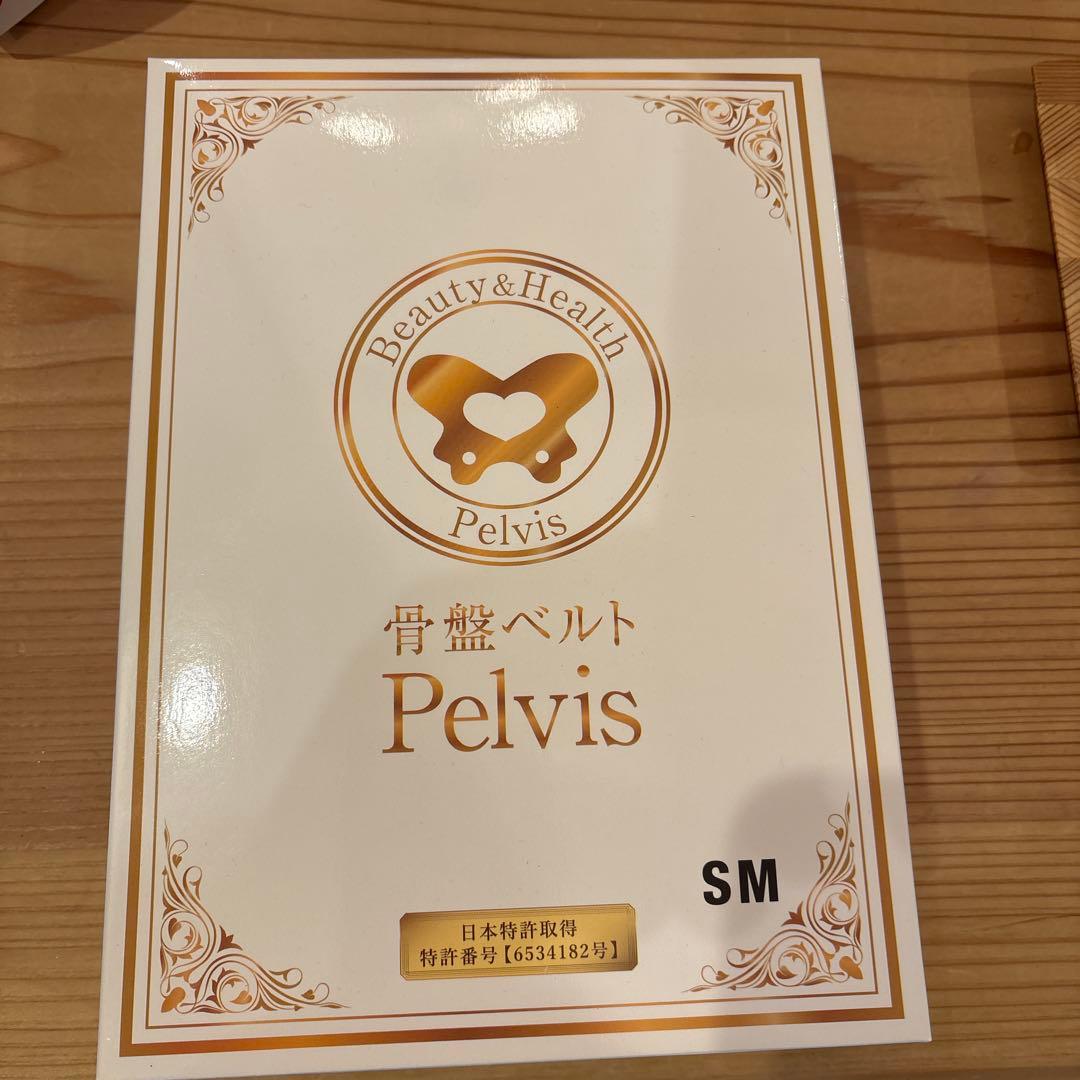 Beauty&Health
Pelvis
骨盤ベルト
Pelvis
SM
日本特許取得
特許番号【6534182号】